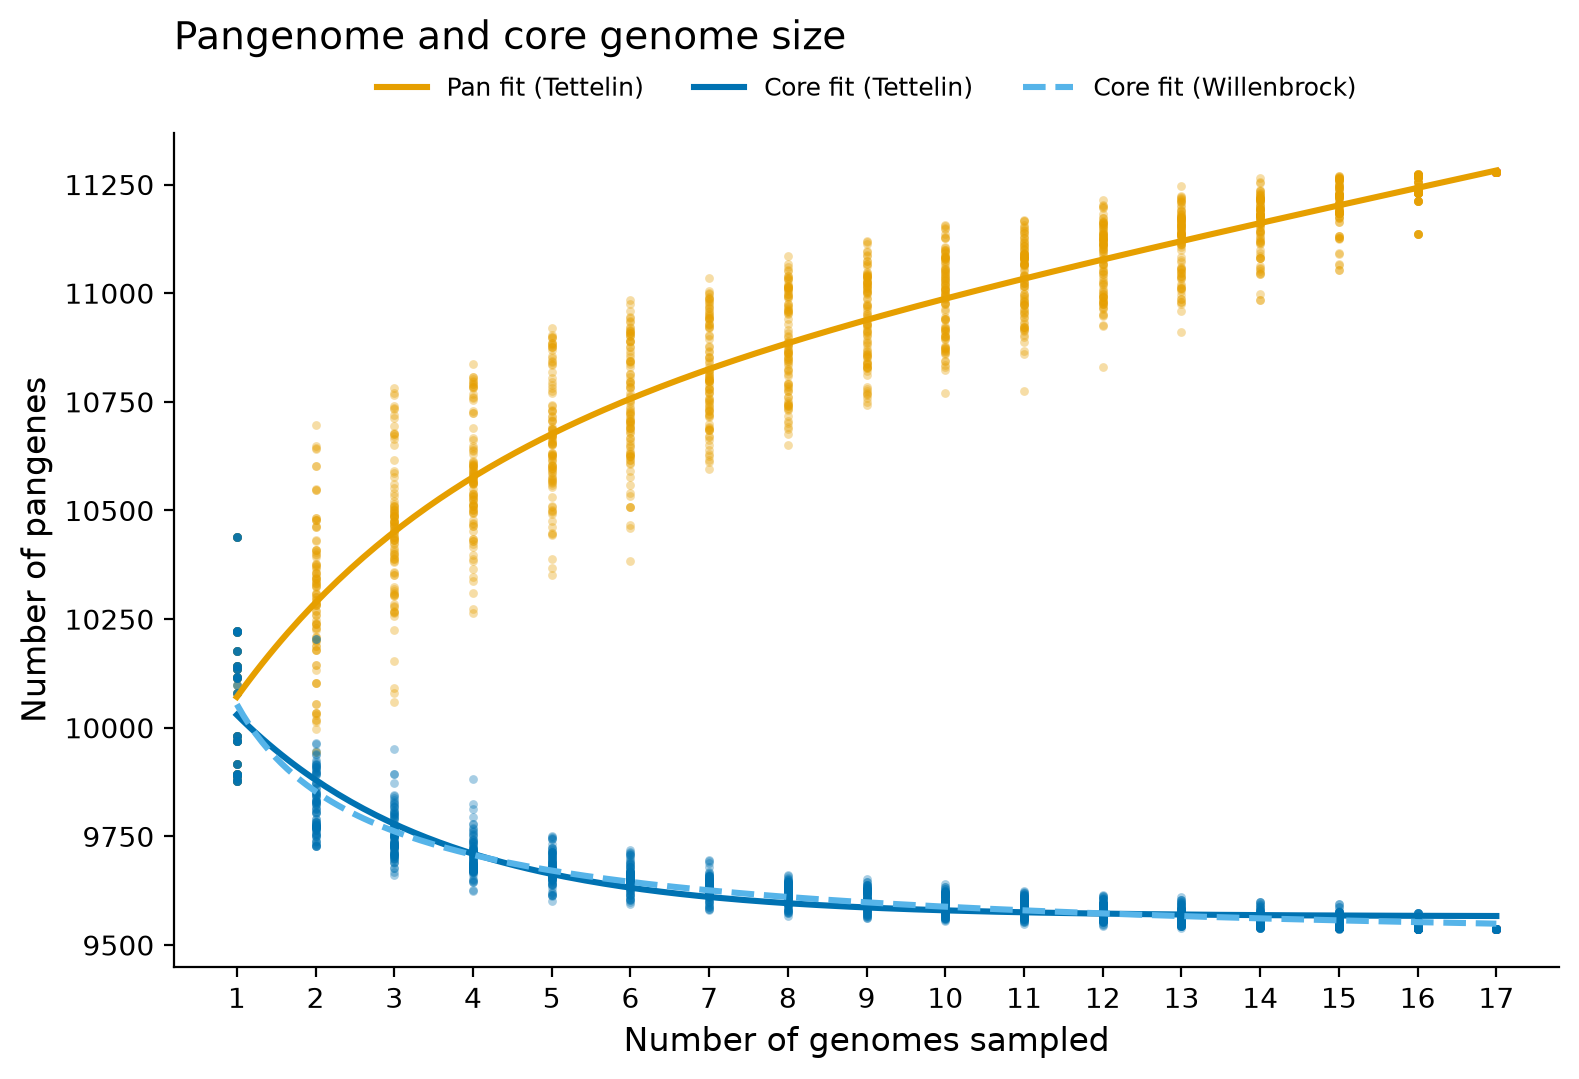 Pangenome and core genome size
Pan fit (Tettelin) Core fit (Tettelin) Core fit (Willenbrock)
Number of pangenes
11250
11000
10750
10500
10250
10000
9750
9500
1 2 3 4 5 6 7 8 9 10 11 12 13 14 15 16 17
Number of genomes sampled